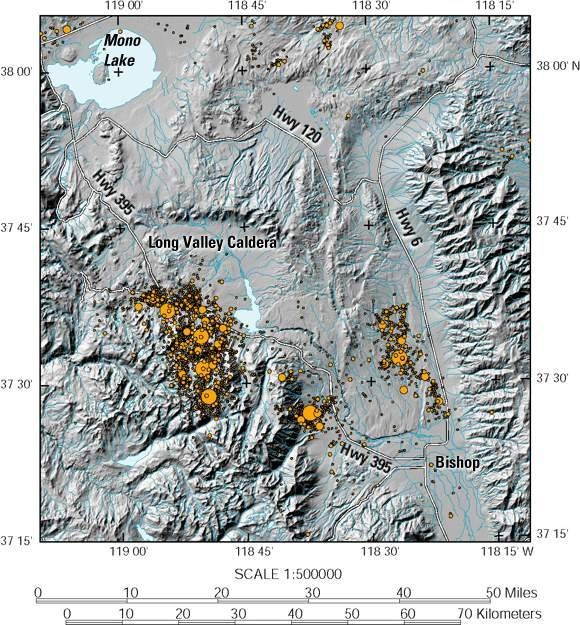 119 00' 118 45' 118 30' 118 15'
Mono
Lake
38 00' 38 00' N
Hwy 120
Hwy 395
Hwy 6
37 45' 37 45'
Long Valley Caldera
37 30' 37 30'
Hwy 395
Bishop
37 15' 37 15'
119 00' 118 45' 118 30' 118 15' W
SCALE 1:500000
0 10 20 30 40 50 Miles
0 10 20 30 40 50 60 70 Kilometers